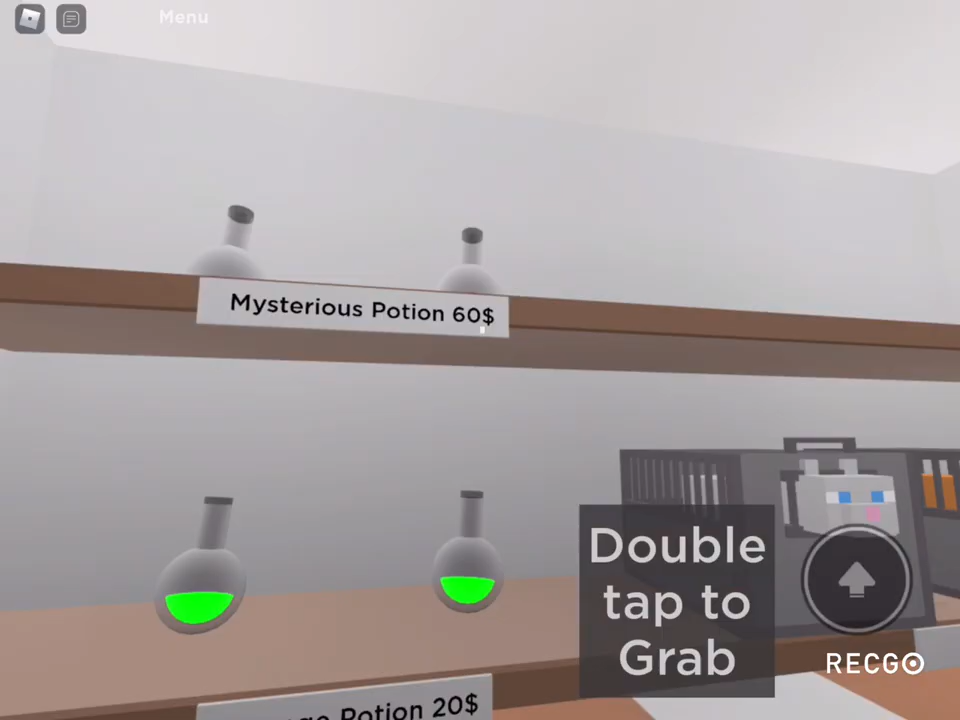 Menu
Mysterious Potion 60$
Double
tap to
Grab
RECGO
Potion 20$